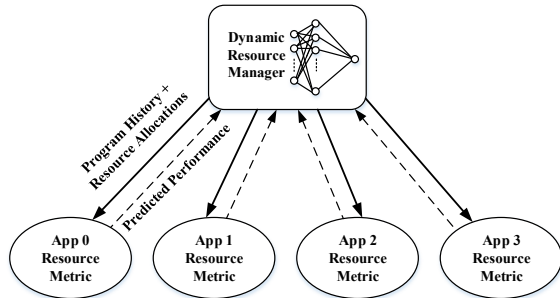 Dynamic
Resource
Manager
Program History +
Resource Allocations
Predicted Performance
App 0
Resource
Metric
App 1
Resource
Metric
App 2
Resource
Metric
App 3
Resource
Metric